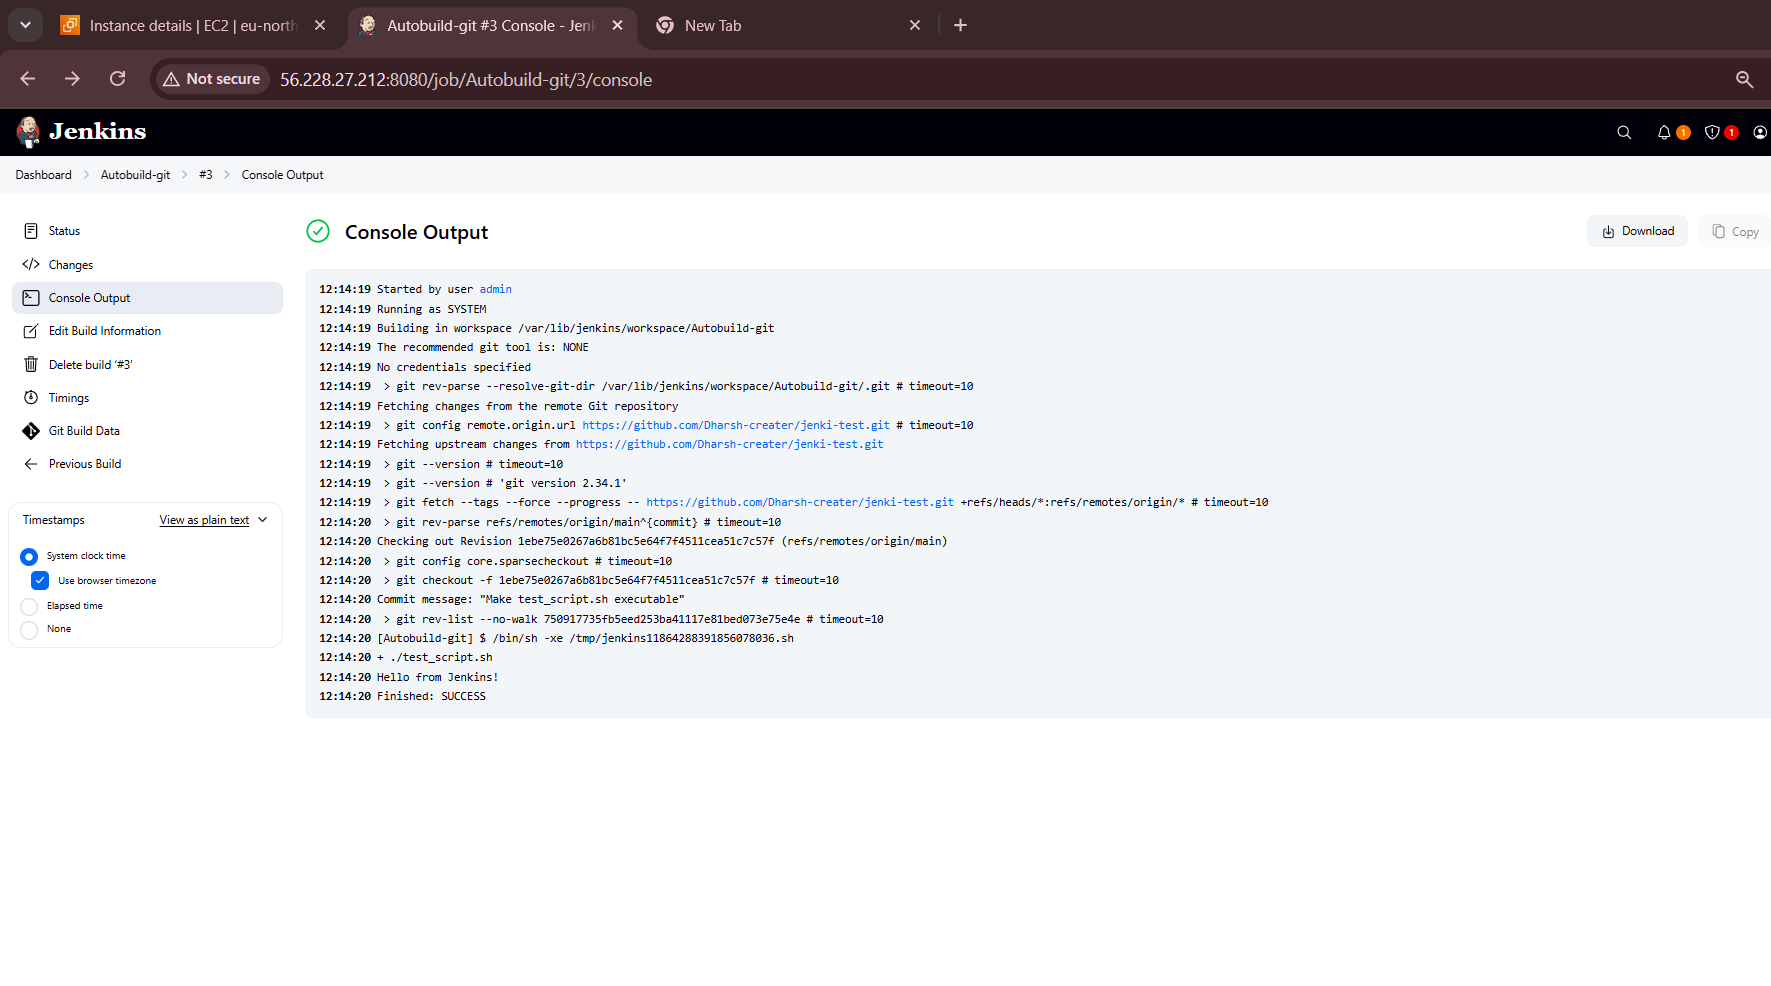 Instance details | EC2 | eu-north
Autobuild-git #3 Console - Jenk
New Tab
Not secure
56.228.27.212:8080/job/Autobuild-git/3/console
Jenkins
1
1
Dashboard
Autobuild-git
#3
Console Output
Status
Changes
Console Output
Edit Build Information
Delete build ‘#3’
Timings
Git Build Data
Previous Build
Timestamps
View as plain text
System clock time
Use browser timezone
Elapsed time
None
Console Output
Download
Copy
12:14:19 Started by user admin
12:14:19 Running as SYSTEM
12:14:19 Building in workspace /var/lib/jenkins/workspace/Autobuild-git
12:14:19 The recommended git tool is: NONE
12:14:19 No credentials specified
12:14:19 > git rev-parse --resolve-git-dir /var/lib/jenkins/workspace/Autobuild-git/.git # timeout=10
12:14:19 Fetching changes from the remote Git repository
12:14:19 > git config remote.origin.url https://github.com/Dharsh-creater/jenki-test.git # timeout=10
12:14:19 Fetching upstream changes from https://github.com/Dharsh-creater/jenki-test.git
12:14:19 > git --version # timeout=10
12:14:19 > git --version # 'git version 2.34.1'
12:14:19 > git fetch --tags --force --progress -- https://github.com/Dharsh-creater/jenki-test.git +refs/heads/*:refs/remotes/origin/* # timeout=10
12:14:20 > git rev-parse refs/remotes/origin/main^{commit} # timeout=10
12:14:20 Checking out Revision 1ebe75e0267a6b81bc5e64f7f4511cea51c7c57f (refs/remotes/origin/main)
12:14:20 > git config core.sparsecheckout # timeout=10
12:14:20 > git checkout -f 1ebe75e0267a6b81bc5e64f7f4511cea51c7c57f # timeout=10
12:14:20 Commit message: "Make test_script.sh executable"
12:14:20 > git rev-list --no-walk 750917735fb5eed253ba41117e81bed073e75e4e # timeout=10
12:14:20 [Autobuild-git] $ /bin/sh -xe /tmp/jenkins11864288391856078036.sh
12:14:20 + ./test_script.sh
12:14:20 Hello from Jenkins!
12:14:20 Finished: SUCCESS